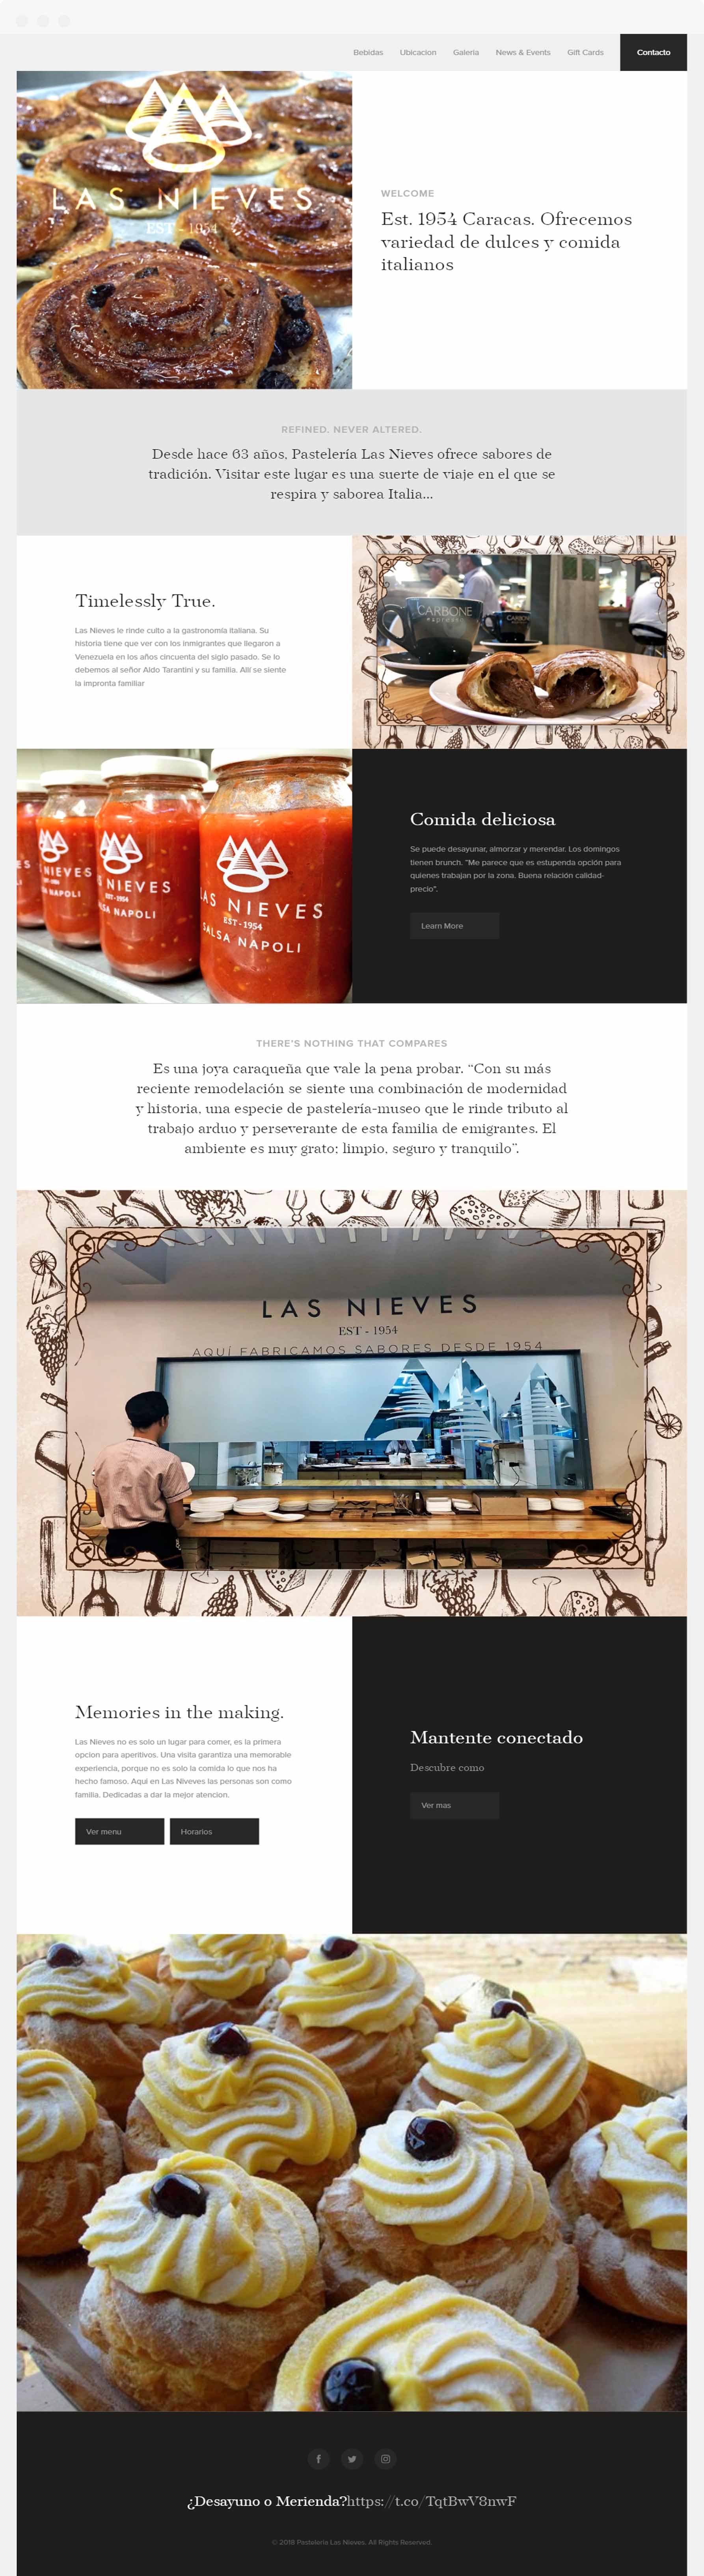 Bebidas Ubicacion Galeria News & Events Gift Cards Contacto
LAS NIEVES
EST - 1954
WELCOME
Est. 1954 Caracas. Ofrecemos
variedad de dulces y comida
italianos
REFINED. NEVER ALTERED.
Desde hace 63 años, Pastelería Las Nieves ofrece sabores de
tradición. Visitar este lugar es una suerte de viaje en el que se
respira y saborea Italia...
Timelessly True.
Las Nieves le rinde culto a la gastronomía italiana. Su
historia tiene que ver con los inmigrantes que llegaron a
Venezuela en los años cincuenta del siglo pasado. Se lo
debemos al señor Aldo Tarantini y su familia. Allí se siente
la impronta familiar
CARBONE
espresso
CARBONE
NIEVES
EST-1954
NAPOLI
S NIEVES
EST-1954
SA NAPOLI
LAS NIEVES
EST-1954
SALSA NAPOLI
Comida deliciosa
Se puede desayunar, almorzar y merendar. Los domingos
tienen brunch. "Me parece que es estupenda opción para
quienes trabajan por la zona. Buena relación calidad-
precio".
Learn More
THERE'S NOTHING THAT COMPARES
Es una joya caraqueña que vale la pena probar. “Con su más
reciente remodelación se siente una combinación de modernidad
y historia, una especie de pastelería-museo que le rinde tributo al
trabajo arduo y perseverante de esta familia de emigrantes. El
ambiente es muy grato: limpio, seguro y tranquilo”.
LAS NIEVES
EST - 1954
AQUÍ FABRICAMOS SABORES DESDE 1954
Memories in the making.
Las Nieves no es solo un lugar para comer, es la primera
opcion para aperitivos. Una visita garantiza una memorable
experiencia, porque no es solo la comida lo que nos ha
hecho famoso. Aqui en Las Niveves las personas son como
familia. Dedicadas a dar la mejor atencion.
Ver menu Horarios
Mantente conectado
Descubre como
Ver mas
¿Desayuno o Merienda?https://t.co/TqtBwV8nwF
© 2018 Pastelería Las Nieves. All Rights Reserved.